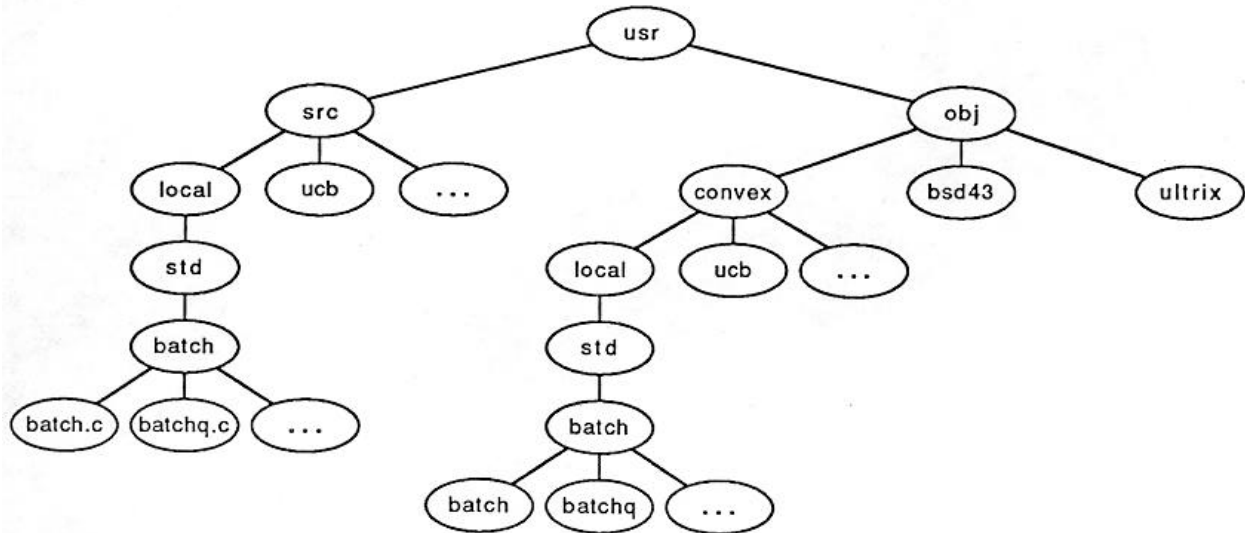 usr
src
obj
local ucb ...
convex bsd43 ultrix
std
local ucb ...
batch
std
batch.c batchq.c ...
batch
batch batchq ...